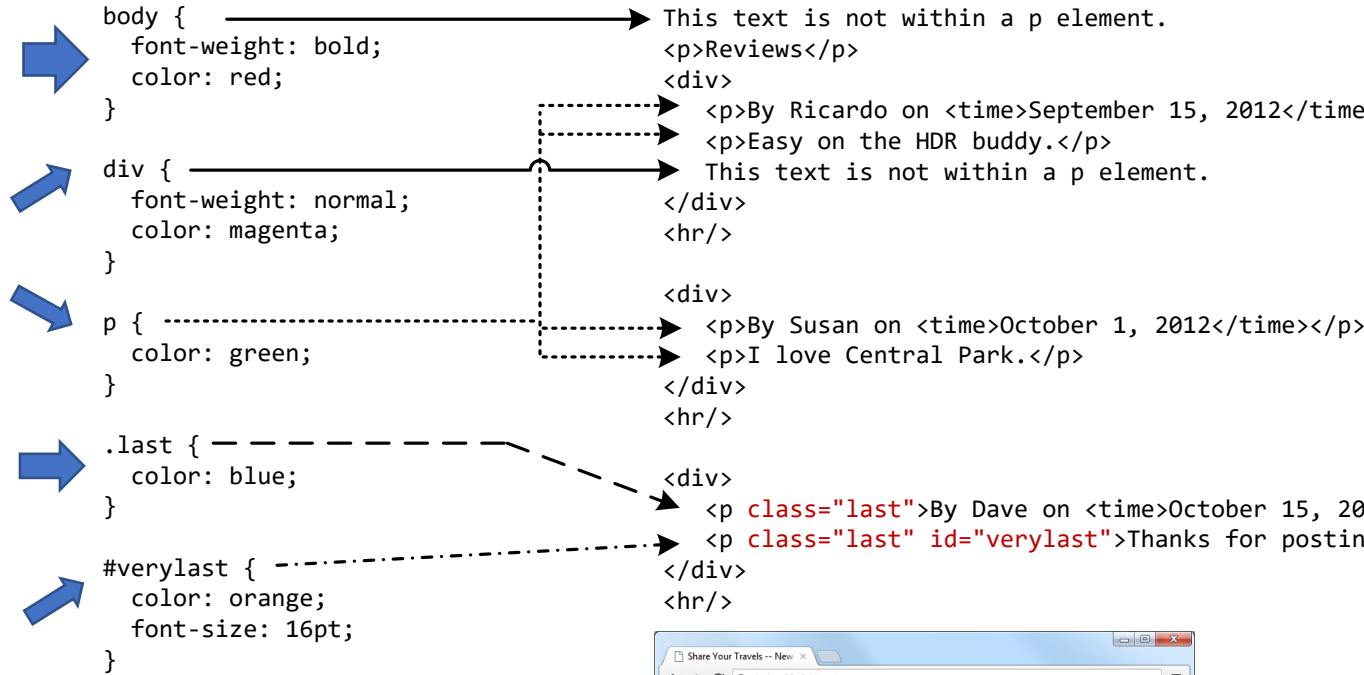 body {
  font-weight: bold;
  color: red;
}
div {
  font-weight: normal;
  color: magenta;
}
p {
  color: green;
}
.last {
  color: blue;
}
#verylast {
  color: orange;
  font-size: 16pt;
}
This text is not within a p element.
<p>Reviews</p>
<div>
  <p>By Ricardo on <time>September 15, 2012</time
  <p>Easy on the HDR buddy.</p>
  This text is not within a p element.
</div>
<hr/>
<div>
  <p>By Susan on <time>October 1, 2012</time></p>
  <p>I love Central Park.</p>
</div>
<hr/>
<div>
  <p class="last">By Dave on <time>October 15, 20
  <p class="last" id="verylast">Thanks for postin
</div>
<hr/>
Share Your Travels -- New